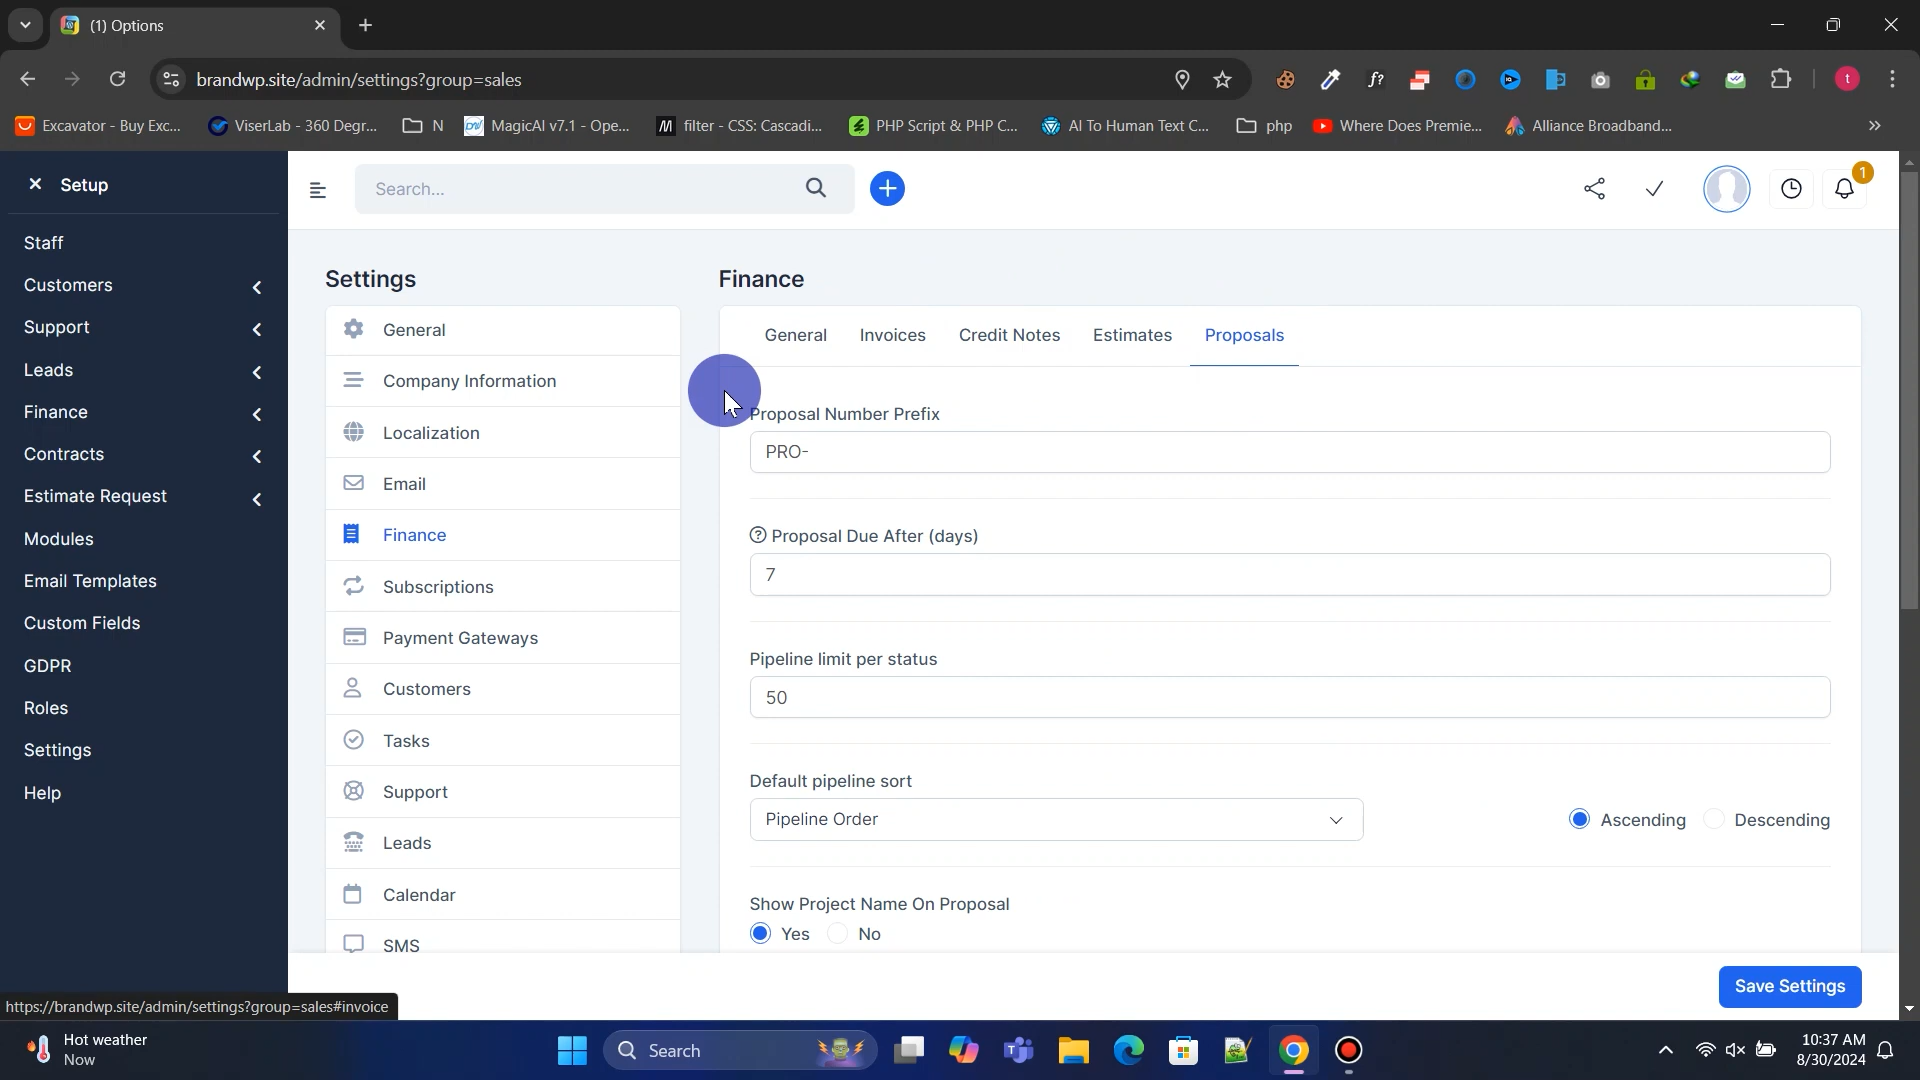 (1) Options
brandwp.site/admin/settings?group=sales
t
Excavator - Buy Exc...
ViserLab - 360 Degr...
N
MagicAI v7.1 - Ope...
filter - CSS: Cascadi...
PHP Script & PHP C...
AI To Human Text C...
php
Where Does Premie...
Alliance Broadband...
Setup
Staff
Customers
Support
Leads
Finance
Contracts
Estimate Request
Modules
Email Templates
Custom Fields
GDPR
Roles
Settings
Help
Search...
1
Settings
General
Company Information
Localization
Email
Finance
Subscriptions
Payment Gateways
Customers
Tasks
Support
Leads
Calendar
SMS
Finance
General
Invoices
Credit Notes
Estimates
Proposals
Proposal Number Prefix
PRO-
Proposal Due After (days)
7
Pipeline limit per status
50
Default pipeline sort
Pipeline Order
Ascending
Descending
Show Project Name On Proposal
Yes
No
Save Settings
https://brandwp.site/admin/settings?group=sales#invoice
Hot weather
Now
Search
10:37 AM
8/30/2024